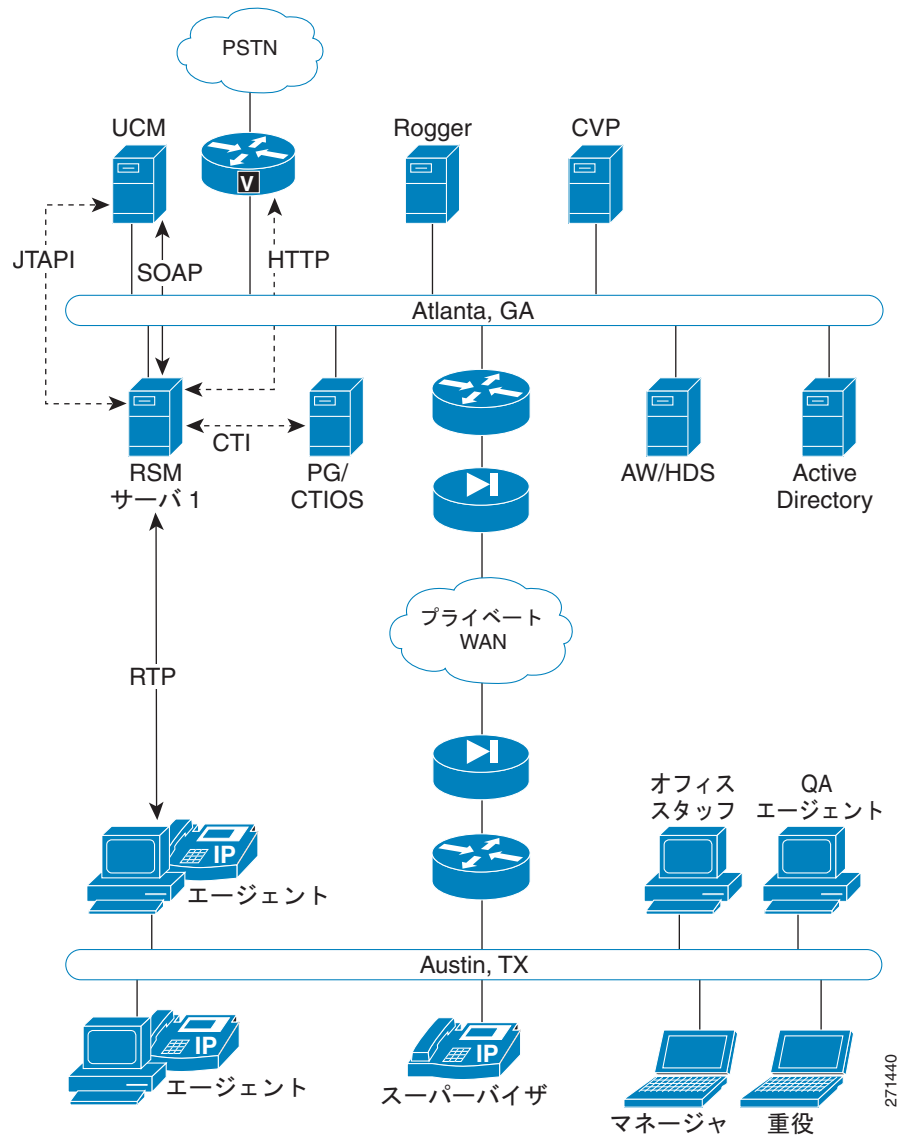 PSTN
UCM
Rogger
CVP
V
JTAPI
SOAP
HTTP
Atlanta, GA
CTI
RSM
サーバ 1
PG/
CTIOS
AW/HDS
Active
Directory
プライベート
WAN
RTP
オフィス
スタッフ
QA
エージェント
IP
エージェント
Austin, TX
IP
エージェント
IP
スーパーバイザ
マネージャ
重役
271440